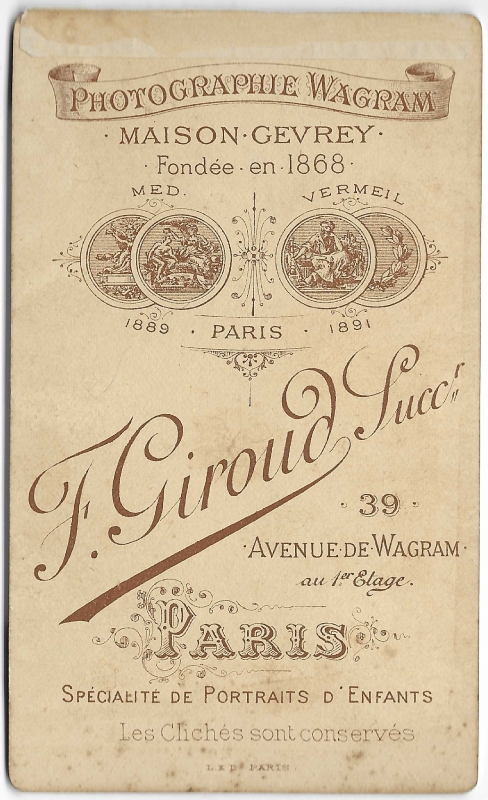 PHOTOGRAPHIE WAGRAM
· MAISON · GEVREY ·
· Fondée · en · 1868 ·
MED. VERMEIL
1889 · PARIS · 1891
F. Giroud Succr
· 39 ·
· AVENUE · DE · WAGRAM ·
au 1er Etage.
PARIS
SPÉCIALITÉ DE PORTRAITS D'ENFANTS
Les Clichés sont conservés
PARIS